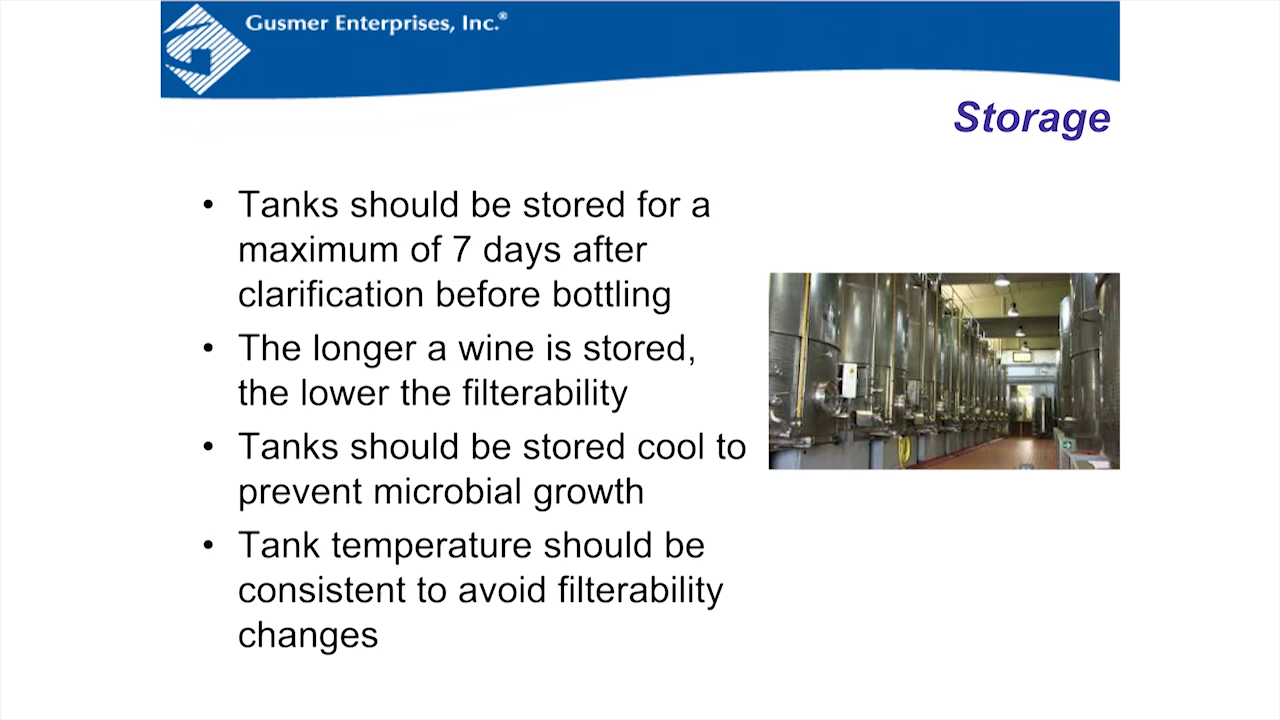 Gusmer Enterprises, Inc.®
Storage
• Tanks should be stored for a
maximum of 7 days after
clarification before bottling
• The longer a wine is stored,
the lower the filterability
• Tanks should be stored cool to
prevent microbial growth
• Tank temperature should be
consistent to avoid filterability
changes